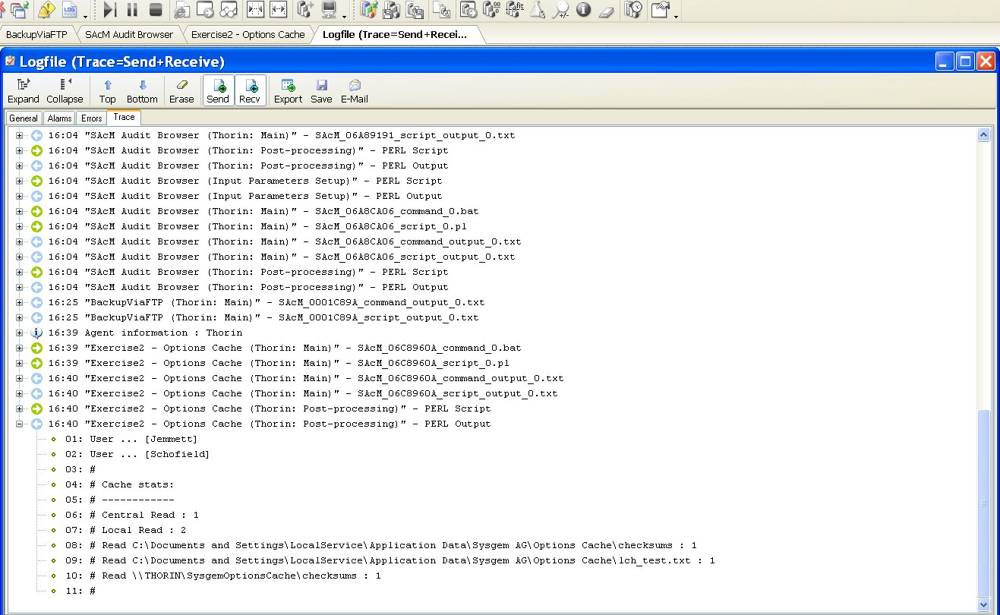 BackupViaFTP SAcM Audit Browser Exercise2 - Options Cache Logfile (Trace=Send+Recei...
Logfile (Trace=Send+Receive)
Expand Collapse Top Bottom Erase Send Recv Export Save E-Mail
General Alarms Errors Trace
16:04 "SAcM Audit Browser (Thorin: Main)" - SAcM_06A89191_script_output_0.txt
16:04 "SAcM Audit Browser (Thorin: Post-processing)" - PERL Script
16:04 "SAcM Audit Browser (Thorin: Post-processing)" - PERL Output
16:04 "SAcM Audit Browser (Input Parameters Setup)" - PERL Script
16:04 "SAcM Audit Browser (Input Parameters Setup)" - PERL Output
16:04 "SAcM Audit Browser (Thorin: Main)" - SAcM_06A8CA06_command_0.bat
16:04 "SAcM Audit Browser (Thorin: Main)" - SAcM_06A8CA06_script_0.pl
16:04 "SAcM Audit Browser (Thorin: Main)" - SAcM_06A8CA06_command_output_0.txt
16:04 "SAcM Audit Browser (Thorin: Main)" - SAcM_06A8CA06_script_output_0.txt
16:04 "SAcM Audit Browser (Thorin: Post-processing)" - PERL Script
16:04 "SAcM Audit Browser (Thorin: Post-processing)" - PERL Output
16:25 "BackupViaFTP (Thorin: Main)" - SAcM_0001C89A_command_output_0.txt
16:25 "BackupViaFTP (Thorin: Main)" - SAcM_0001C89A_script_output_0.txt
16:39 Agent information : Thorin
16:39 "Exercise2 - Options Cache (Thorin: Main)" - SAcM_06C8960A_command_0.bat
16:39 "Exercise2 - Options Cache (Thorin: Main)" - SAcM_06C8960A_script_0.pl
16:40 "Exercise2 - Options Cache (Thorin: Main)" - SAcM_06C8960A_command_output_0.txt
16:40 "Exercise2 - Options Cache (Thorin: Main)" - SAcM_06C8960A_script_output_0.txt
16:40 "Exercise2 - Options Cache (Thorin: Post-processing)" - PERL Script
16:40 "Exercise2 - Options Cache (Thorin: Post-processing)" - PERL Output
01: User ... [Jemmett]
02: User ... [Schofield]
03: #
04: # Cache stats:
05: # ------------
06: # Central Read : 1
07: # Local Read : 2
08: # Read C:\Documents and Settings\LocalService\Application Data\Sysgem AG\Options Cache\checksums : 1
09: # Read C:\Documents and Settings\LocalService\Application Data\Sysgem AG\Options Cache\lch_test.txt : 1
10: # Read \\THORIN\SysgemOptionsCache\checksums : 1
11: #